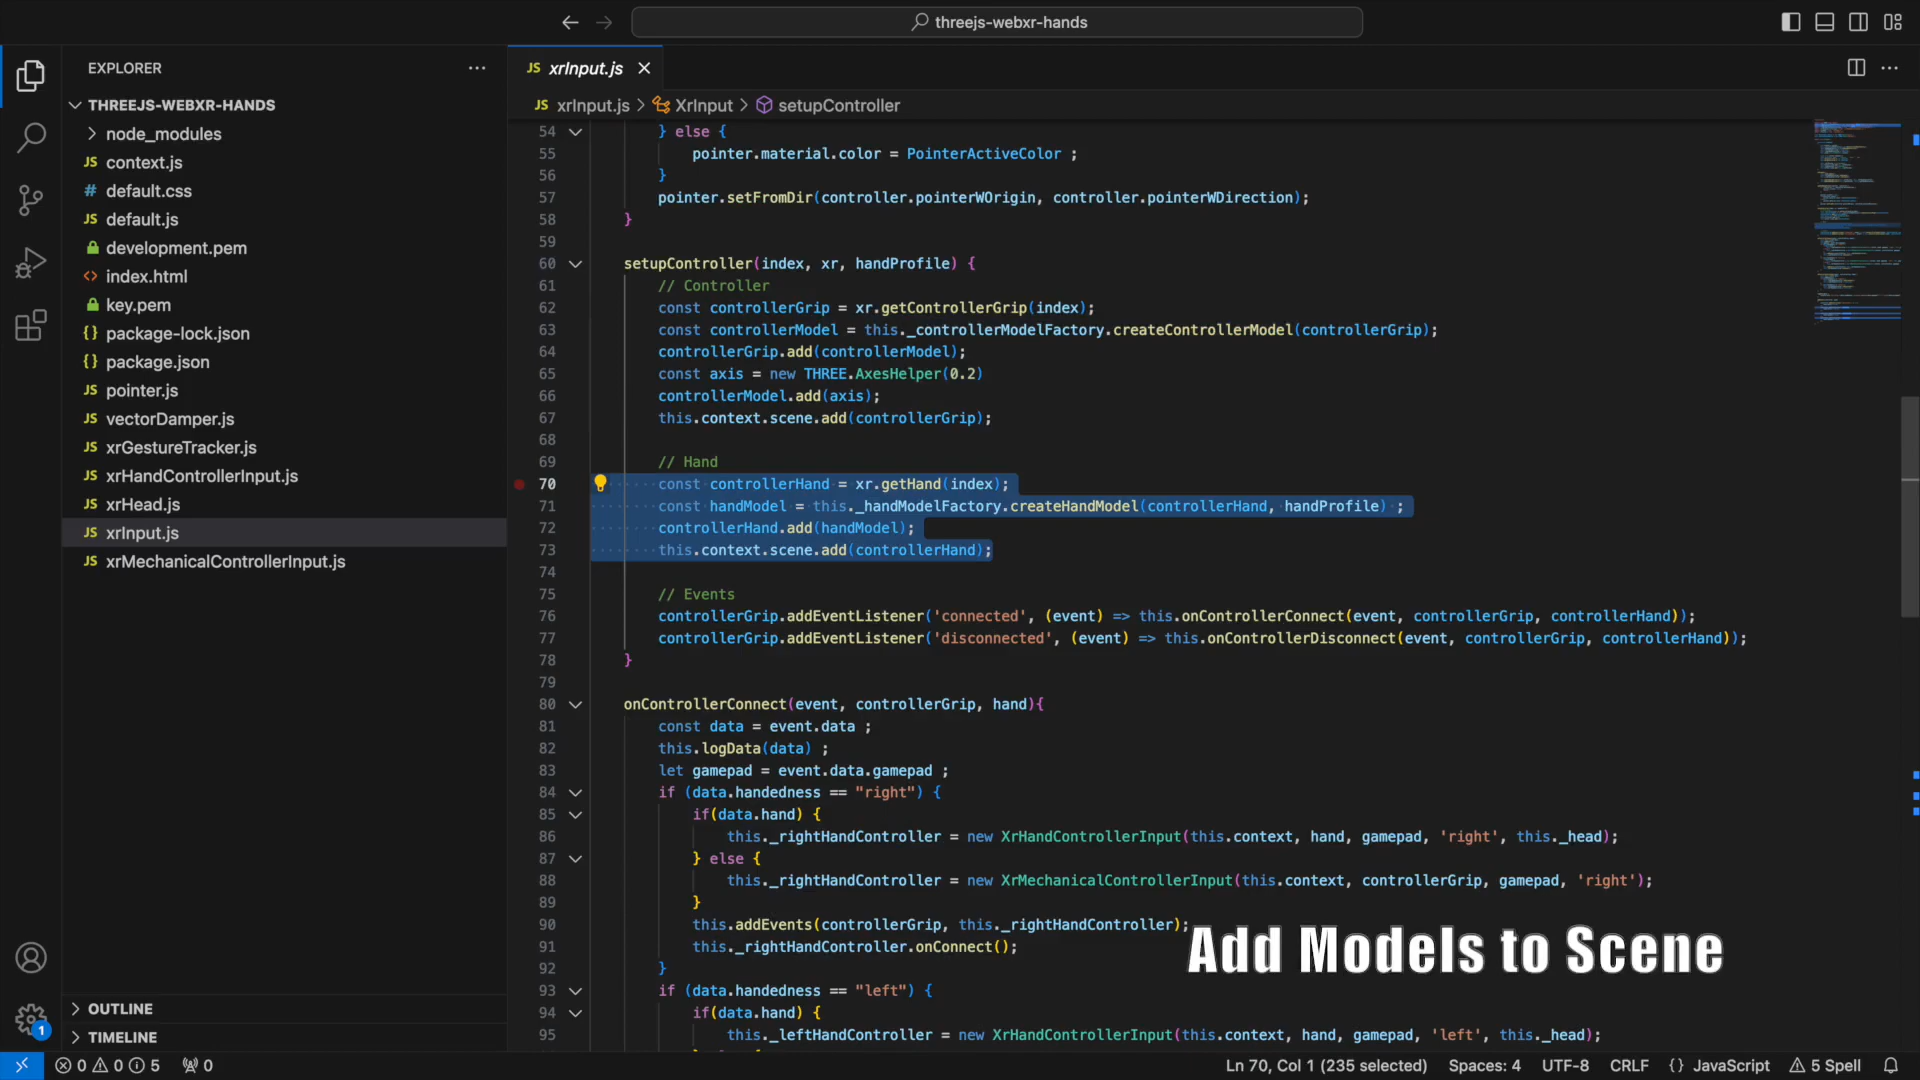 threejs-webxr-hands
EXPLORER
JS xrInput.js
THREEJS-WEBXR-HANDS
node_modules
JS context.js
# default.css
JS default.js
development.pem
<> index.html
key.pem
{} package-lock.json
{} package.json
JS pointer.js
JS vectorDamper.js
JS xrGestureTracker.js
JS xrHandControllerInput.js
JS xrHead.js
JS xrInput.js
JS xrMechanicalControllerInput.js
OUTLINE
TIMELINE
1
JS xrInput.js > XrInput > setupController
54 } else {
55 pointer.material.color = PointerActiveColor ;
56 }
57 pointer.setFromDir(controller.pointerWOrigin, controller.pointerWDirection);
58 }
59
60 setupController(index, xr, handProfile) {
61 // Controller
62 const controllerGrip = xr.getControllerGrip(index);
63 const controllerModel = this._controllerModelFactory.createControllerModel(controllerGrip);
64 controllerGrip.add(controllerModel);
65 const axis = new THREE.AxesHelper(0.2)
66 controllerModel.add(axis);
67 this.context.scene.add(controllerGrip);
68
69 // Hand
70 const controllerHand = xr.getHand(index);
71 const handModel = this._handModelFactory.createHandModel(controllerHand, handProfile) ;
72 controllerHand.add(handModel);
73 this.context.scene.add(controllerHand);
74
75 // Events
76 controllerGrip.addEventListener('connected', (event) => this.onControllerConnect(event, controllerGrip, controllerHand));
77 controllerGrip.addEventListener('disconnected', (event) => this.onControllerDisconnect(event, controllerGrip, controllerHand));
78 }
79
80 onControllerConnect(event, controllerGrip, hand){
81 const data = event.data ;
82 this.logData(data) ;
83 let gamepad = event.data.gamepad ;
84 if (data.handedness == "right") {
85 if(data.hand) {
86 this._rightHandController = new XrHandControllerInput(this.context, hand, gamepad, 'right', this._head);
87 } else {
88 this._rightHandController = new XrMechanicalControllerInput(this.context, controllerGrip, gamepad, 'right');
89 }
90 this.addEvents(controllerGrip, this._rightHandController);
91 this._rightHandController.onConnect();
92 }
93 if (data.handedness == "left") {
94 if(data.hand) {
95 this._leftHandController = new XrHandControllerInput(this.context, hand, gamepad, 'left', this._head);
Add Models to Scene
0 0 5 0
Ln 70, Col 1 (235 selected) Spaces: 4 UTF-8 CRLF {} JavaScript 5 Spell